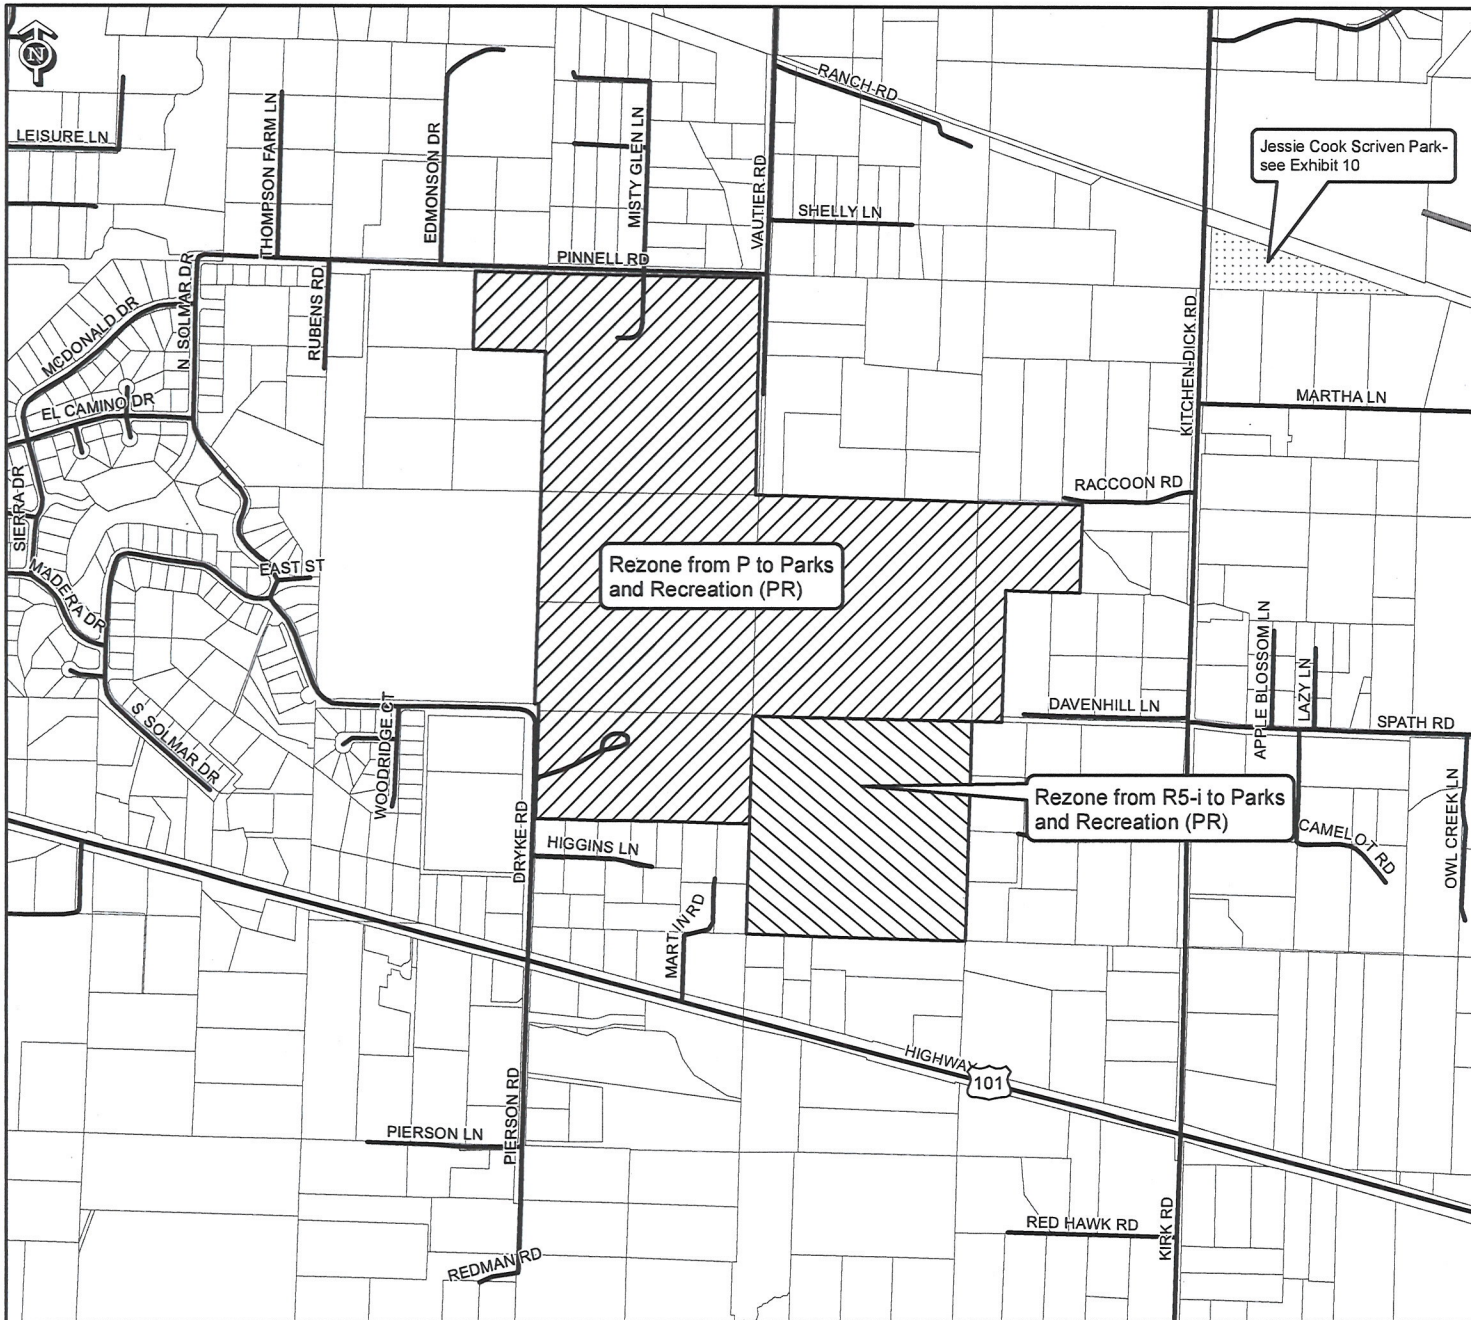 N
RANCH RD
LEISURE LN
THOMPSON FARM LN
EDMONSON DR
MISTY GLEN LN
VAUTIER RD
Jessie Cook Scriven Park-
see Exhibit 10
SHELLY LN
PINNELL RD
N SOLMAR DR
RUBENS RD
MCDONALD DR
KITCHEN-DICK RD
EL CAMINO DR
MARTHA LN
SIERRA DR
RACCOON RD
EAST ST
MADERA DR
Rezone from P to Parks
and Recreation (PR)
APPLE BLOSSOM LN
LAZY LN
DAVENHILL LN
SPATH RD
S SOLMAR DR
WOODRIDGE CT
DRYKE RD
Rezone from R5-i to Parks
and Recreation (PR)
CAMELOT RD
OWL CREEK LN
HIGGINS LN
MARTIN RD
HIGHWAY
101
PIERSON RD
PIERSON LN
RED HAWK RD
KIRK RD
REDMAN RD